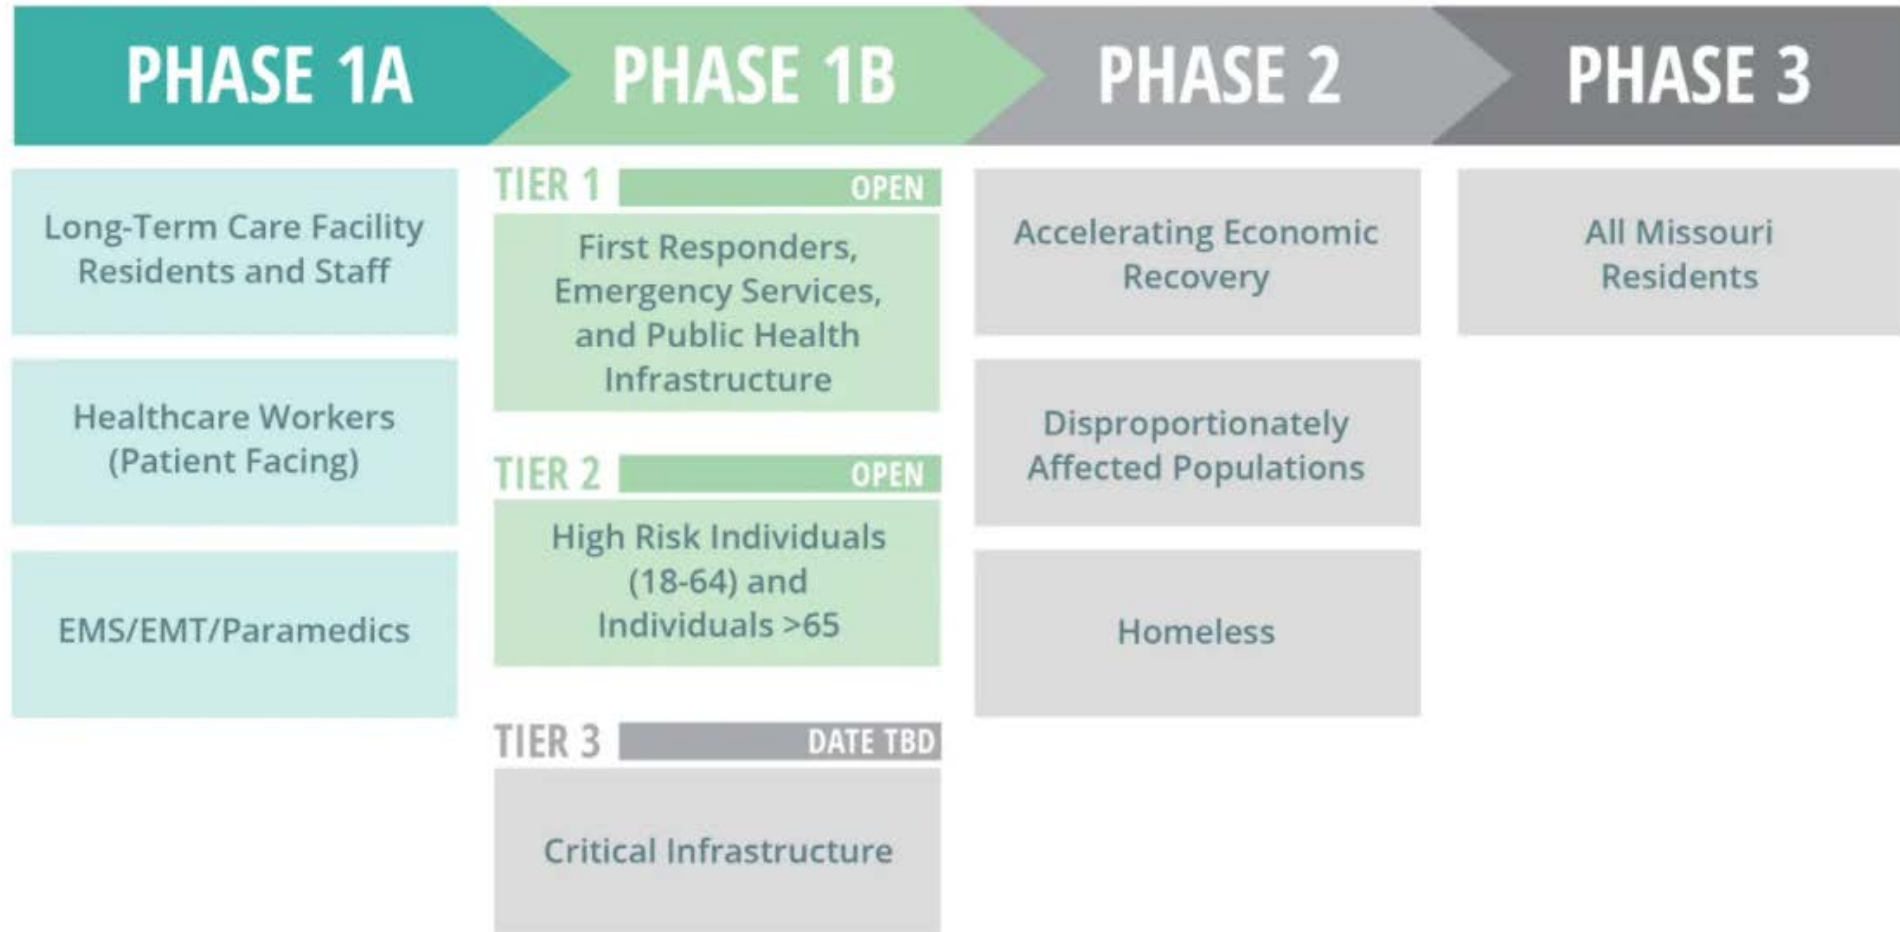 PHASE 1A
PHASE 1B
PHASE 2
PHASE 3
Long-Term Care Facility
Residents and Staff
Healthcare Workers
(Patient Facing)
EMS/EMT/Paramedics
TIER 1 OPEN
First Responders,
Emergency Services,
and Public Health
Infrastructure
TIER 2 OPEN
High Risk Individuals
(18-64) and
Individuals >65
TIER 3 DATE TBD
Critical Infrastructure
Accelerating Economic
Recovery
Disproportionately
Affected Populations
Homeless
All Missouri
Residents